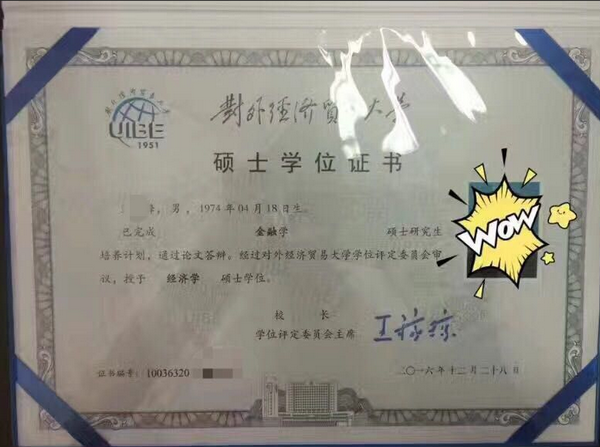 UIBE
1951
對外經济貿 大学
硕士学位证书
WOW
，男，1974年04月18日生。
已完成 金融学 硕士研究生
培养计划，通过论文答辩。经过对外经济贸易大学学位评定委员会审
议，授予 经济学 硕士学位。
校 长
学位评定委员会主席
证书编号：10036320
二〇一六年十二月二十八日